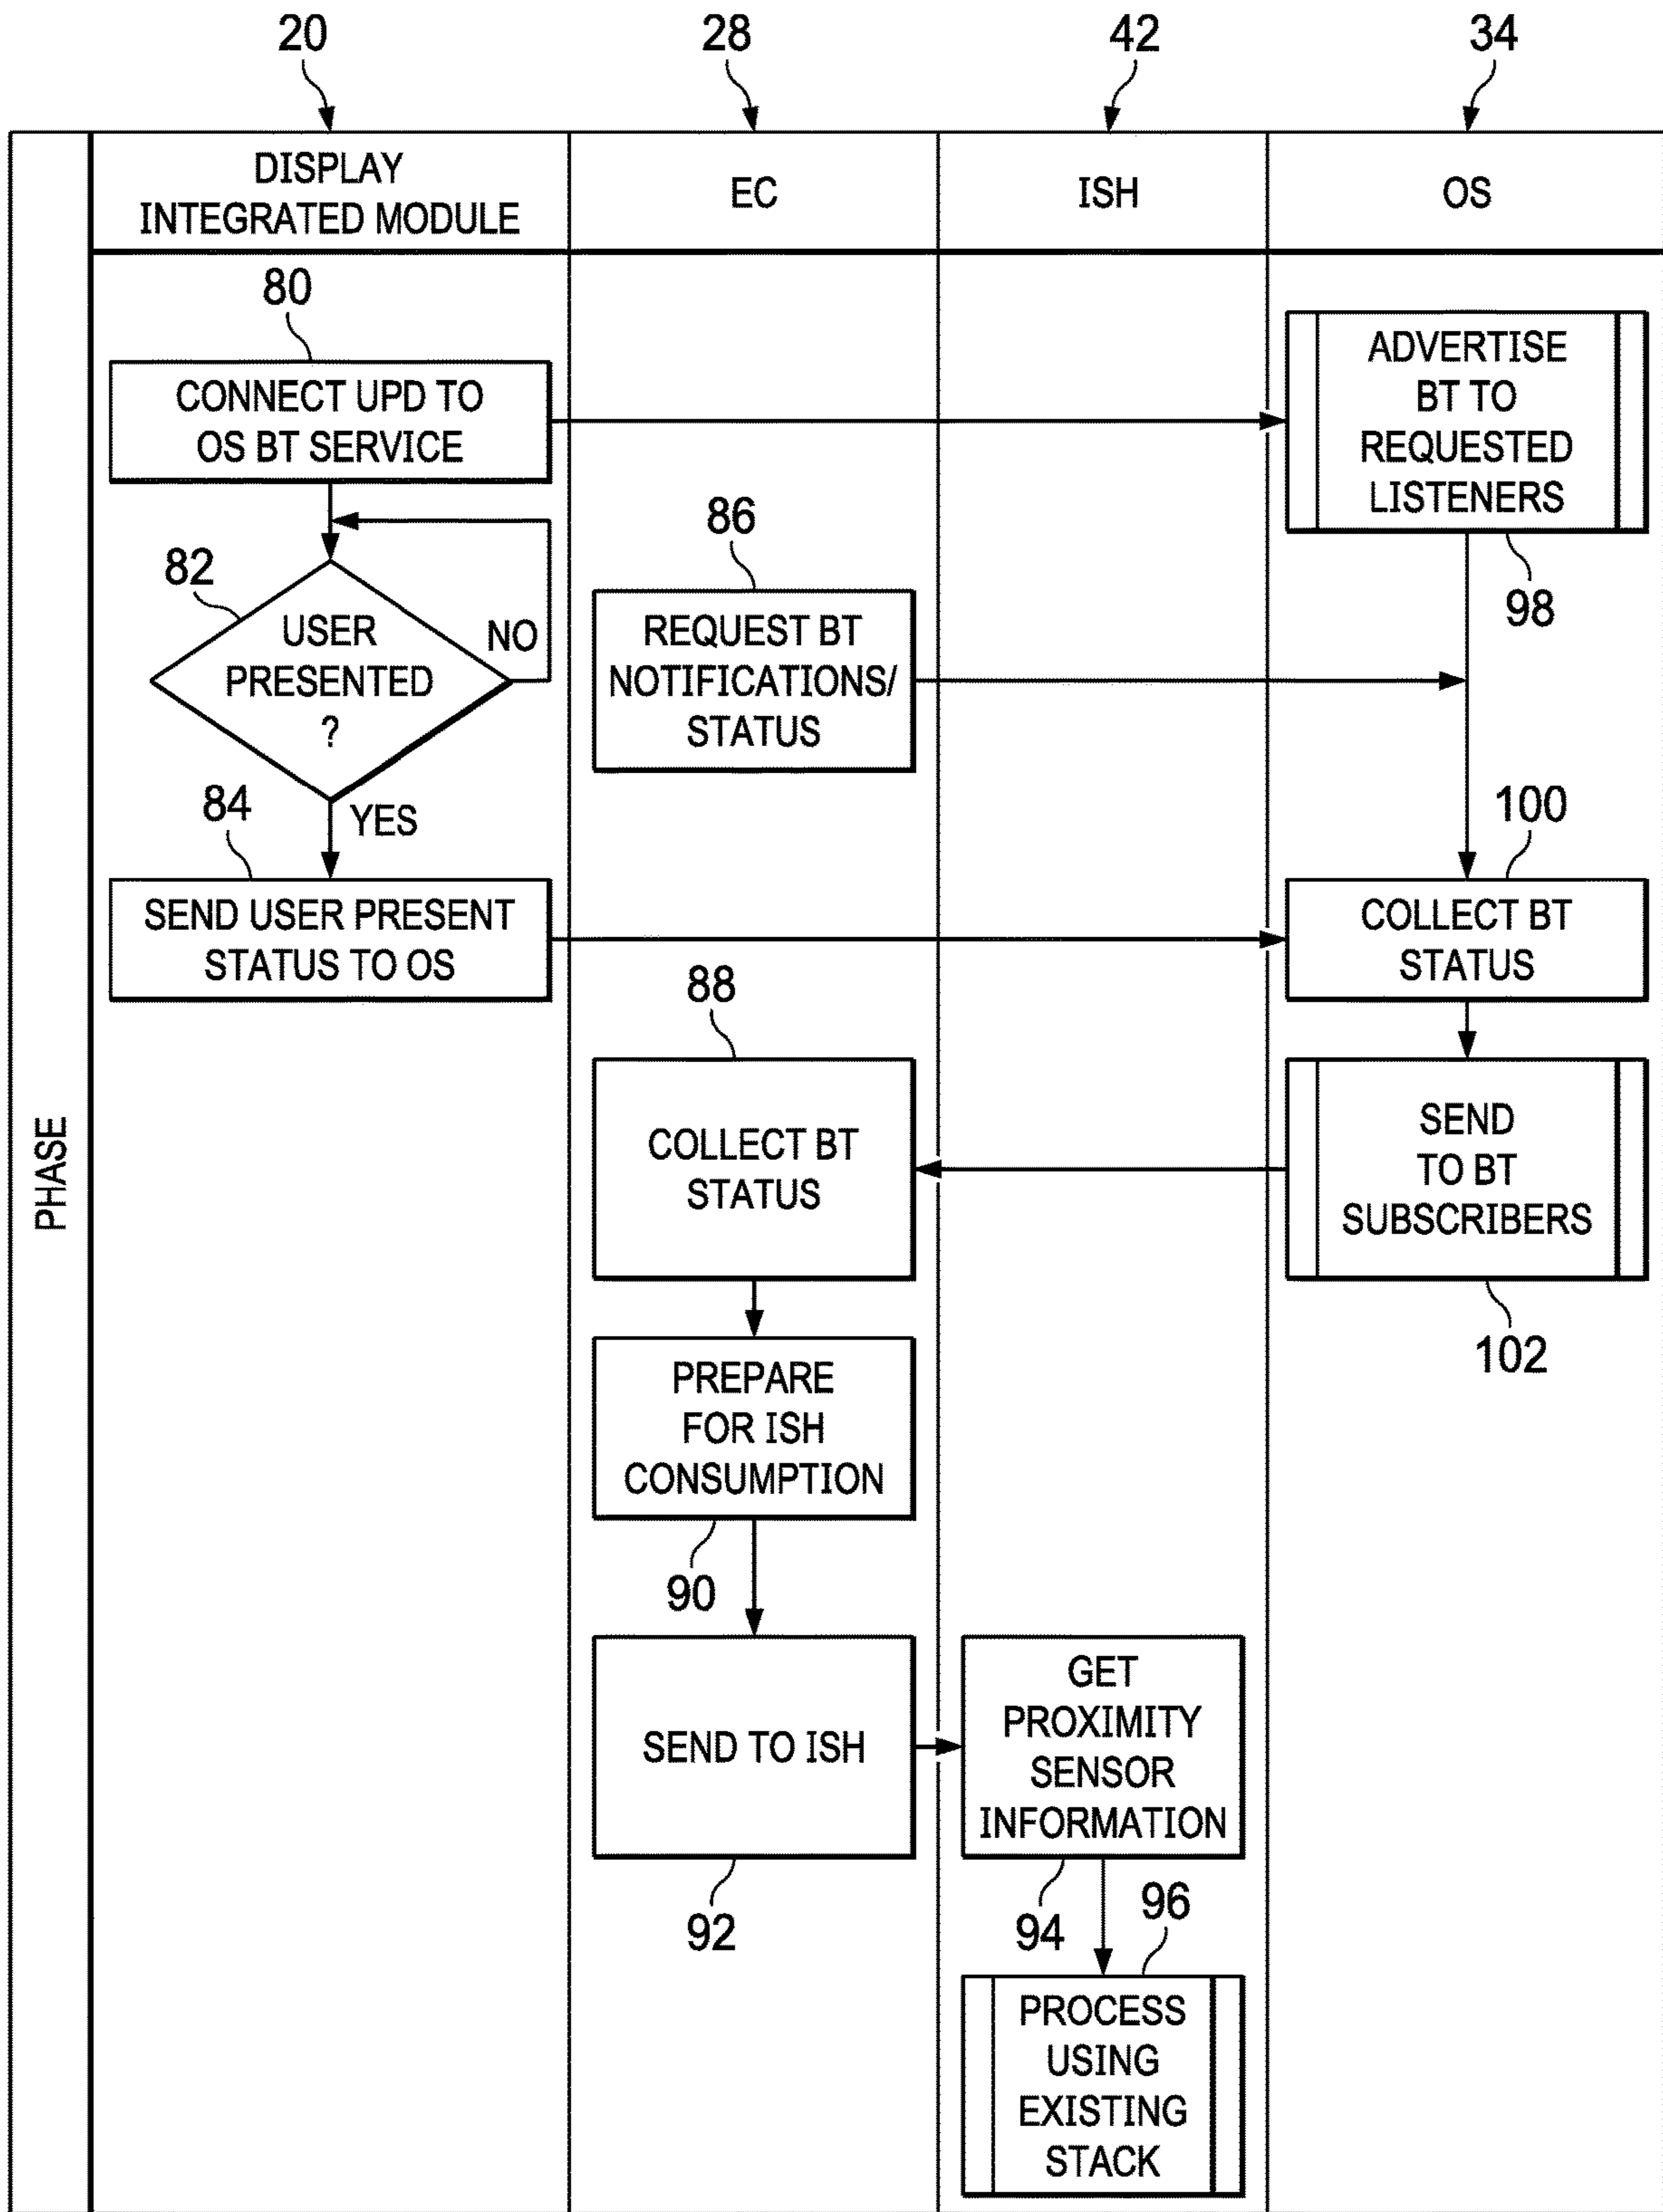 20
28
42
34
DISPLAY
INTEGRATED MODULE
EC
ISH
OS
PHASE
80
CONNECT UPD TO
OS BT SERVICE
ADVERTISE
BT TO
REQUESTED
LISTENERS
98
82
USER
PRESENTED
?
NO
YES
86
REQUEST BT
NOTIFICATIONS/
STATUS
84
SEND USER PRESENT
STATUS TO OS
100
COLLECT BT
STATUS
88
COLLECT BT
STATUS
SEND
TO BT
SUBSCRIBERS
102
PREPARE
FOR ISH
CONSUMPTION
90
SEND TO ISH
92
GET
PROXIMITY
SENSOR
INFORMATION
94
96
PROCESS
USING
EXISTING
STACK